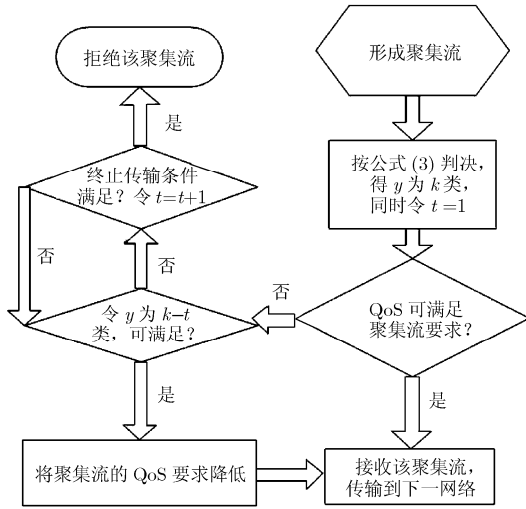 形成聚集流
按公式 (3) 判决,
得 y 为 k 类,
同时令 t=1
QoS 可满足
聚集流要求?
是
接收该聚集流,
传输到下一网络
否
令 y 为 k–t
类, 可满足?
是
将聚集流的 QoS 要求降低
否
终止传输条件
满足? 令 t=t+1
否
是
拒绝该聚集流